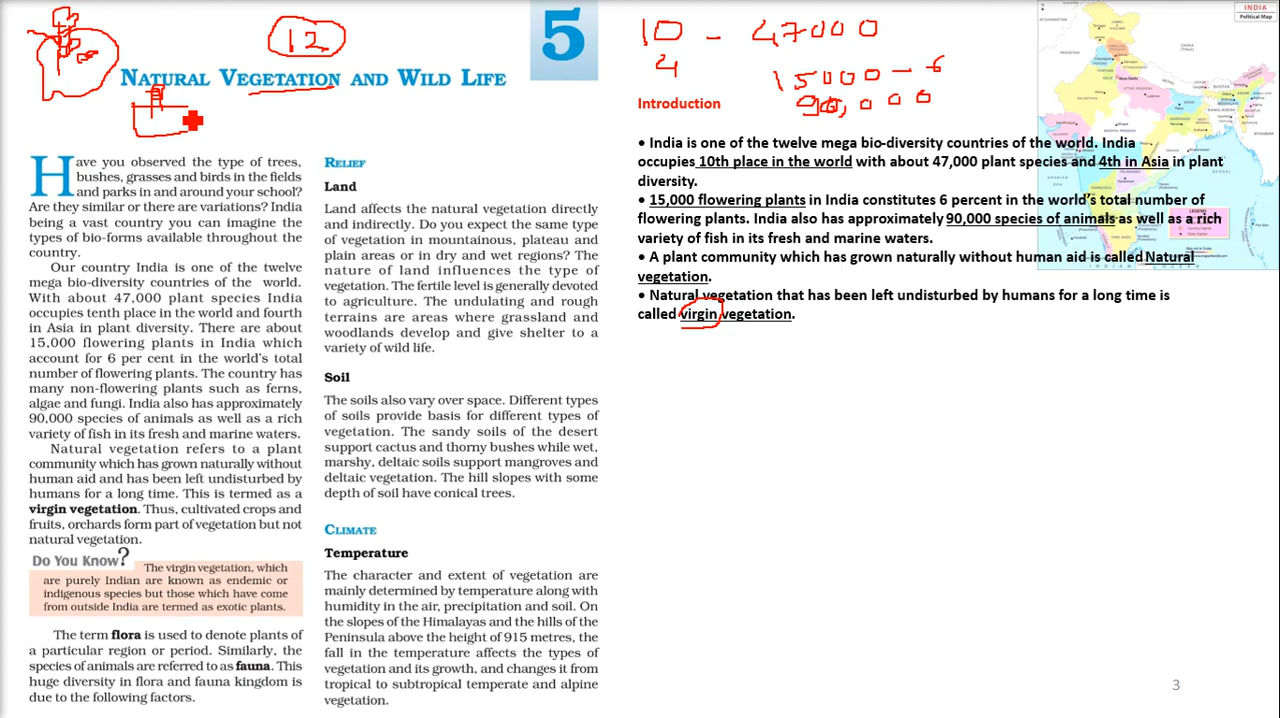 12
5
NATURAL VEGETATION AND WILD LIFE
Have you observed the type of trees,
bushes, grasses and birds in the fields
and parks in and around your school?
Are they similar or there are variations? India
being a vast country you can imagine the
types of bio-forms available throughout the
country.
Our country India is one of the twelve
mega bio-diversity countries of the world.
With about 47,000 plant species India
occupies tenth place in the world and fourth
in Asia in plant diversity. There are about
15,000 flowering plants in India which
account for 6 per cent in the world's total
number of flowering plants. The country has
many non-flowering plants such as ferns,
algae and fungi. India also has approximately
90,000 species of animals as well as a rich
variety of fish in its fresh and marine waters.
Natural vegetation refers to a plant
community which has grown naturally without
human aid and has been left undisturbed by
humans for a long time. This is termed as a
virgin vegetation. Thus, cultivated crops and
fruits, orchards form part of vegetation but not
natural vegetation.
Do You Know?
The virgin vegetation, which
are purely Indian are known as endemic or
indigenous species but those which have come
from outside India are termed as exotic plants.
The term flora is used to denote plants of
a particular region or period. Similarly, the
species of animals are referred to as fauna. This
huge diversity in flora and fauna kingdom is
due to the following factors.
RELIEF
Land
Land affects the natural vegetation directly
and indirectly. Do you expect the same type
of vegetation in mountainous, plateau and
plain areas or in dry and wet regions? The
nature of land influences the type of
vegetation. The fertile level is generally devoted
to agriculture. The undulating and rough
terrains are areas where grassland and
woodlands develop and give shelter to a
variety of wild life.
Soil
The soils also vary over space. Different types
of soils provide basis for different types of
vegetation. The sandy soils of the desert
support cactus and thorny bushes while wet,
marshy, deltaic soils support mangroves and
deltaic vegetation. The hill slopes with some
depth of soil have conical trees.
CLIMATE
Temperature
The character and extent of vegetation are
mainly determined by temperature along with
humidity in the air, precipitation and soil. On
the slopes of the Himalayas and the hills of the
Peninsula above the height of 915 metres, the
fall in the temperature affects the types of
vegetation and its growth, and changes it from
tropical to subtropical temperate and alpine
vegetation.
10 - 47000
4
15000 - 6
90,000
INDIA
Political Map
Introduction
• India is one of the twelve mega bio-diversity countries of the world. India
occupies 10th place in the world with about 47,000 plant species and 4th in Asia in plant
diversity.
• 15,000 flowering plants in India constitutes 6 percent in the world's total number of
flowering plants. India also has approximately 90,000 species of animals as well as a rich
variety of fish in its fresh and marine waters.
• A plant community which has grown naturally without human aid is called Natural
vegetation.
• Natural vegetation that has been left undisturbed by humans for a long time is
called virgin vegetation.
3